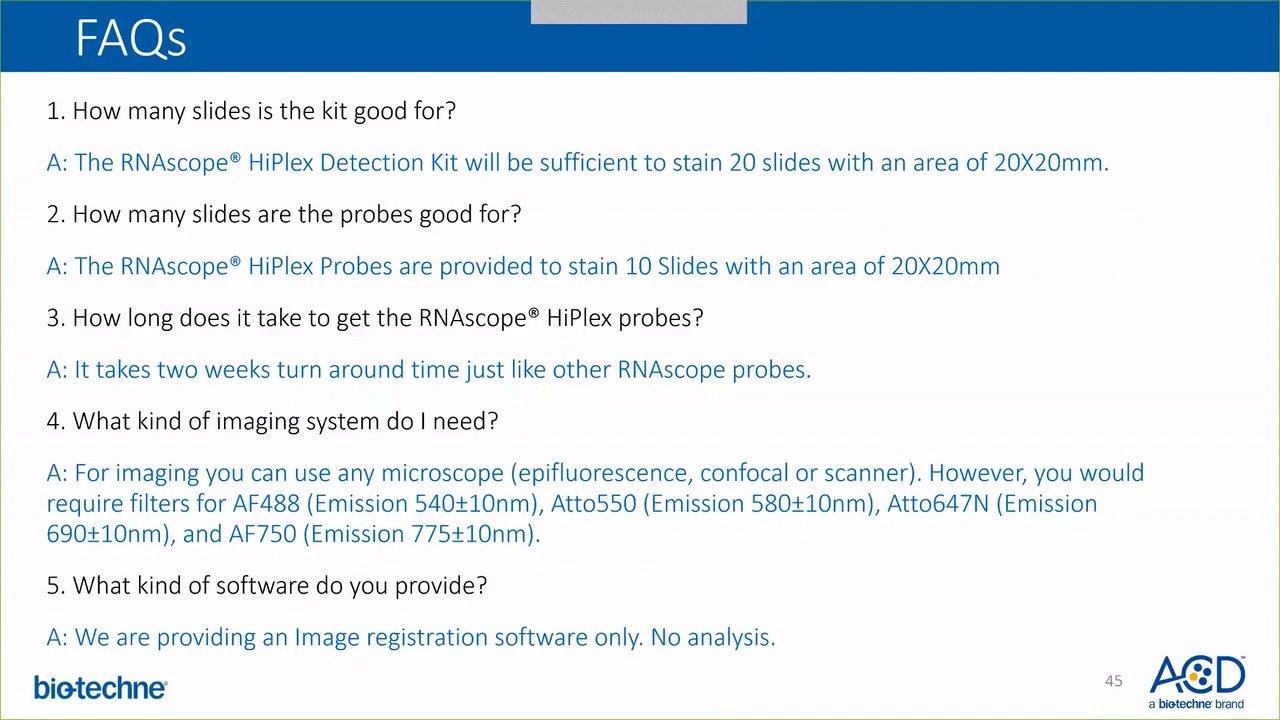 FAQs
1. How many slides is the kit good for?
A: The RNAscope® HiPlex Detection Kit will be sufficient to stain 20 slides with an area of 20X20mm.
2. How many slides are the probes good for?
A: The RNAscope® HiPlex Probes are provided to stain 10 Slides with an area of 20X20mm
3. How long does it take to get the RNAscope® HiPlex probes?
A: It takes two weeks turn around time just like other RNAscope probes.
4. What kind of imaging system do I need?
A: For imaging you can use any microscope (epifluorescence, confocal or scanner). However, you would
require filters for AF488 (Emission 540±10nm), Atto550 (Emission 580±10nm), Atto647N (Emission
690±10nm), and AF750 (Emission 775±10nm).
5. What kind of software do you provide?
A: We are providing an Image registration software only. No analysis.
bio-techne®
45
ACD™
a bio-techne brand